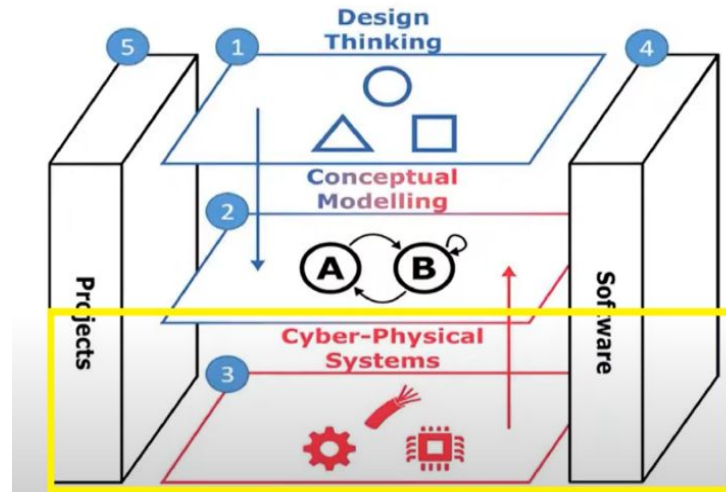 Design
Thinking
5
1
4
Conceptual
Modelling
2
A
B
Projects
Software
Cyber-Physical
Systems
3